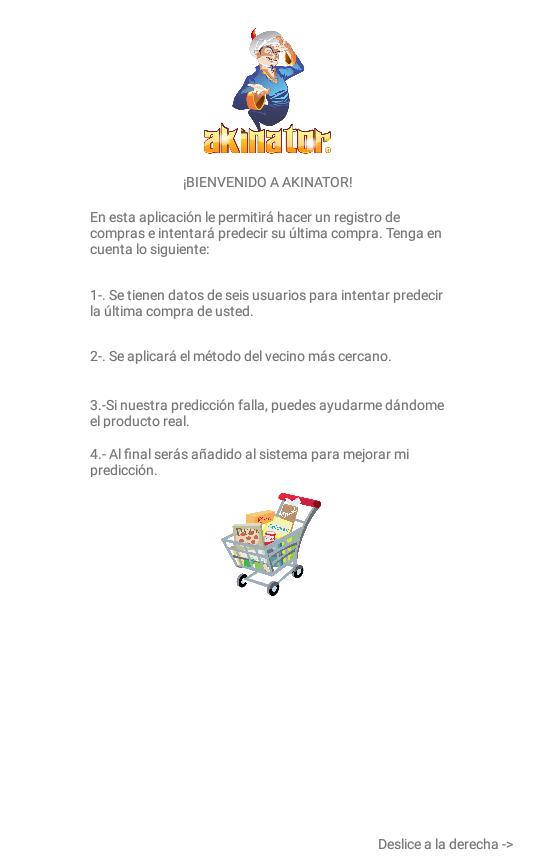 akinator.
¡BIENVENIDO A AKINATOR!
En esta aplicación le permitirá hacer un registro de
compras e intentará predecir su última compra. Tenga en
cuenta lo siguiente:
1-. Se tienen datos de seis usuarios para intentar predecir
la última compra de usted.
2-. Se aplicará el método del vecino más cercano.
3.-Si nuestra predicción falla, puedes ayudarme dándome
el producto real.
4.- Al final serás añadido al sistema para mejorar mi
predicción.
Deslice a la derecha ->